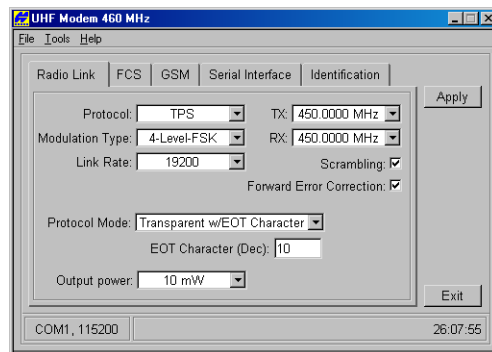 UHF Modem 460 MHz
File Tools Help
Radio Link FCS GSM Serial Interface Identification
Apply
Protocol: TPS TX: 450.0000 MHz
Modulation Type: 4-Level-FSK RX: 450.0000 MHz
Link Rate: 19200 Scrambling:
Forward Error Correction:
Protocol Mode: Transparent w/EOT Character
EOT Character (Dec): 10
Output power: 10 mW
Exit
COM1, 115200 26:07:55